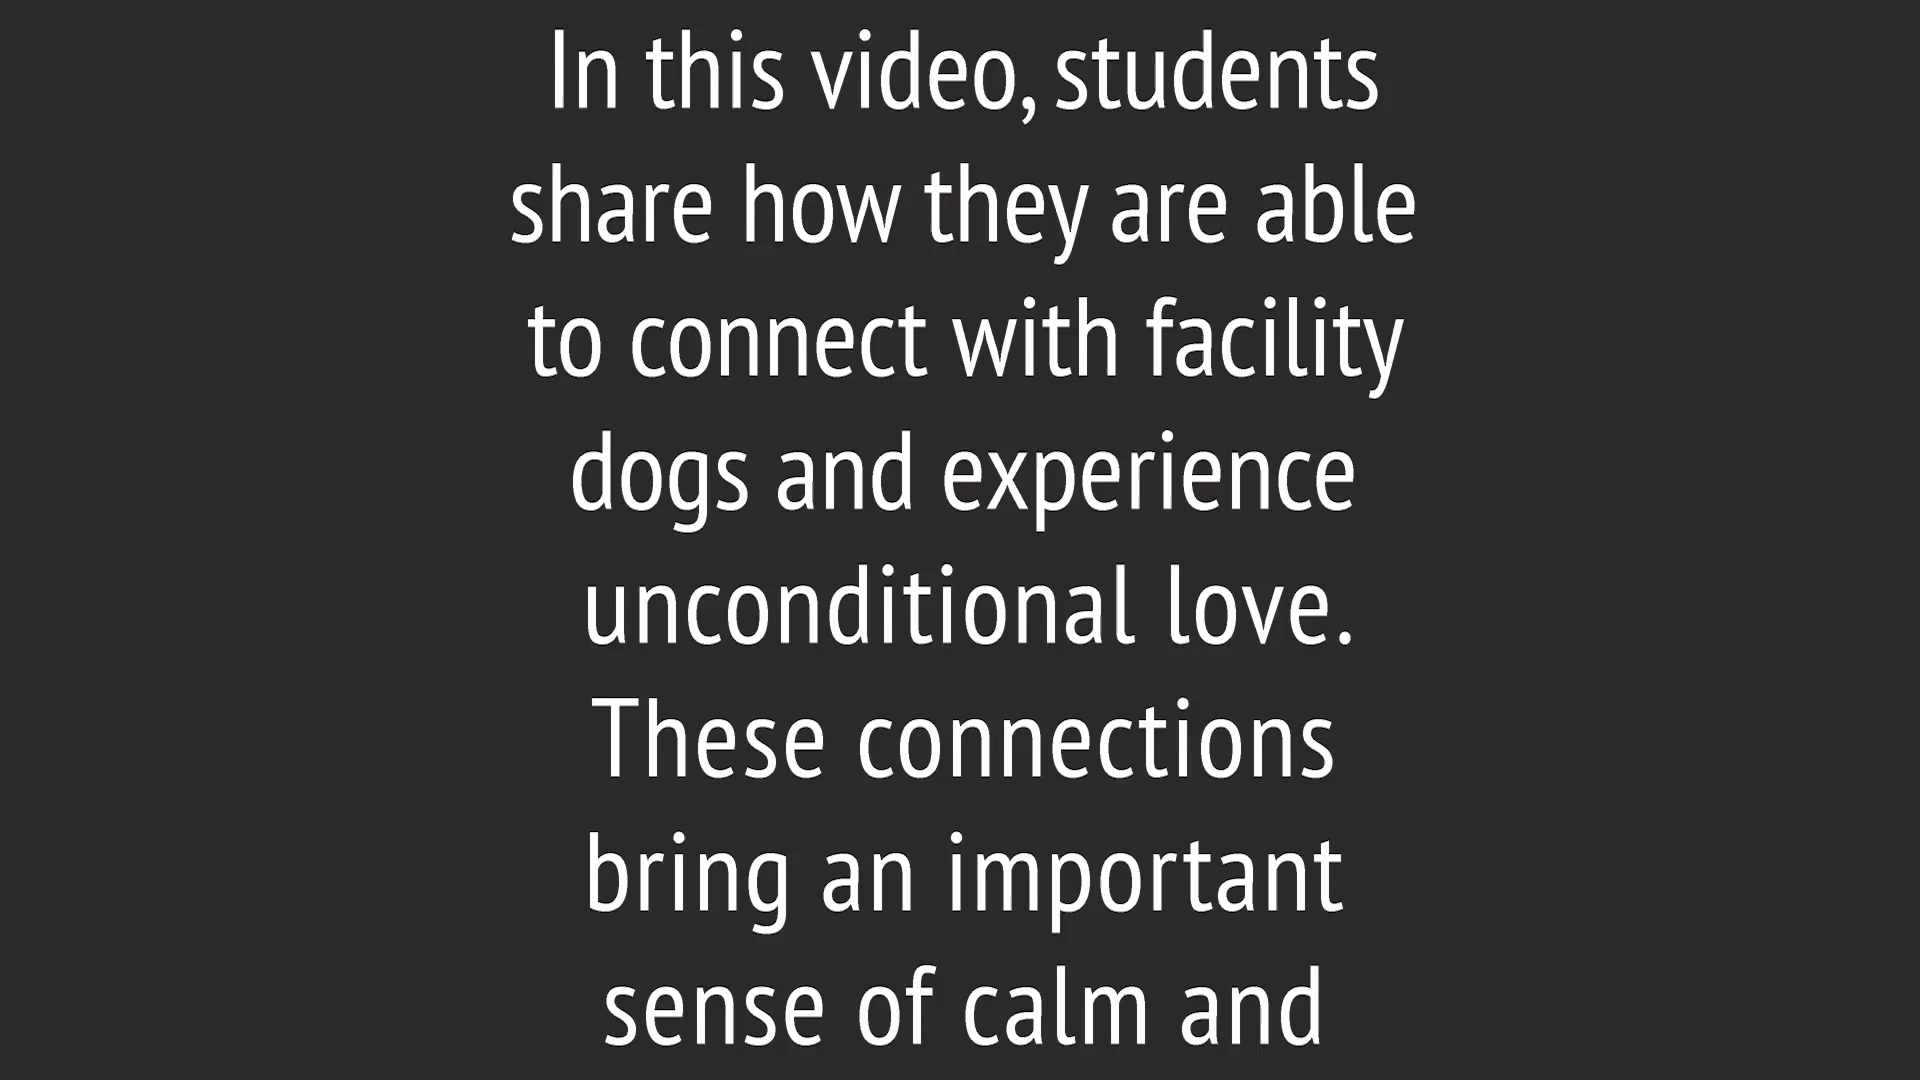 In this video, students
share how they are able
to connect with facility
dogs and experience
unconditional love.
These connections
bring an important
sense of calm and